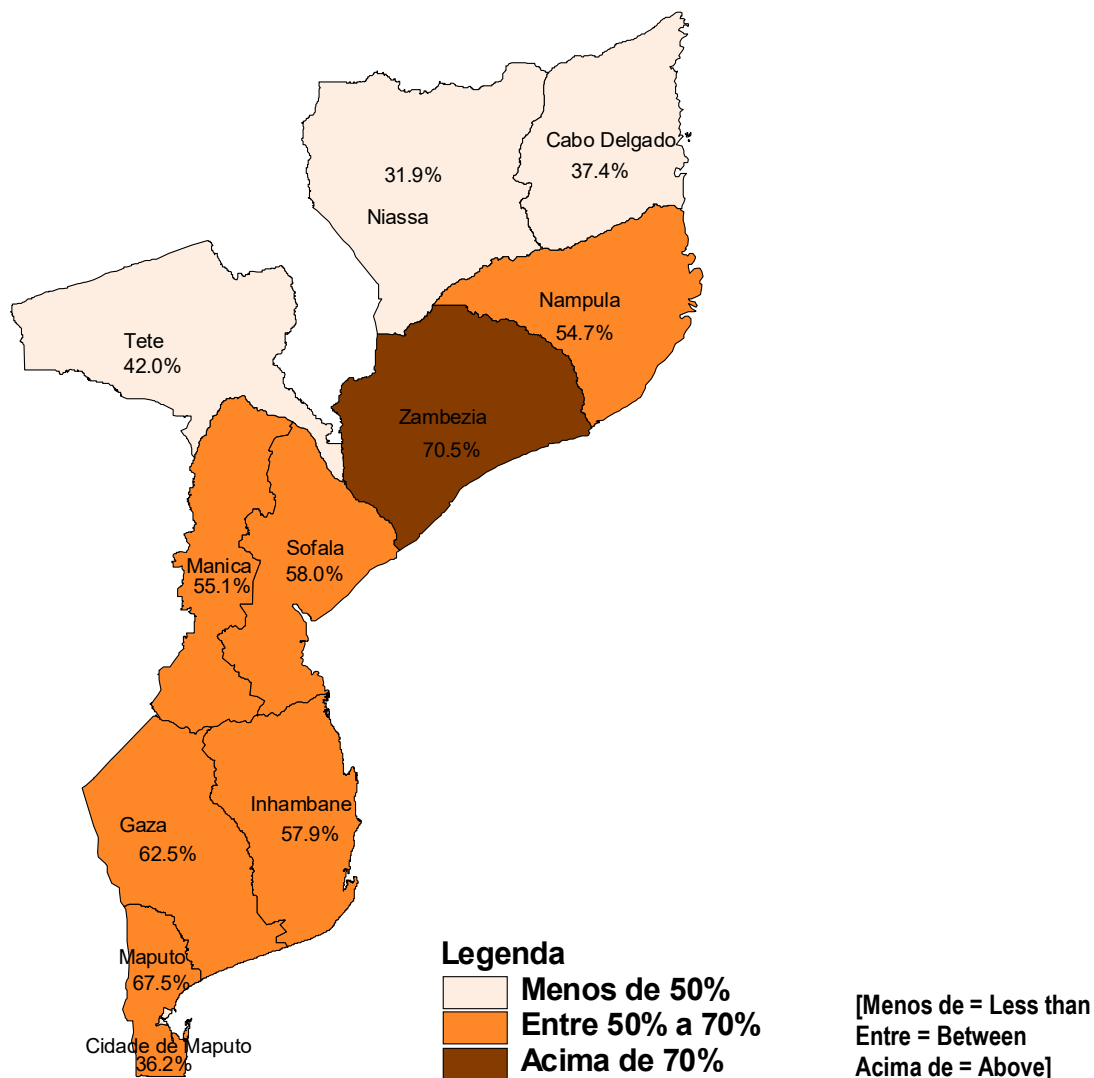 Cabo Delgado
37.4%
31.9%
Niassa
Nampula
54.7%
Tete
42.0%
Zambezia
70.5%
Sofala
58.0%
Manica
55.1%
Inhambane
57.9%
Gaza
62.5%
Maputo
67.5%
Cidade de Maputo
36.2%
Legenda
Menos de 50%
Entre 50% a 70%
Acima de 70%
[Menos de = Less than
Entre = Between
Acima de = Above]